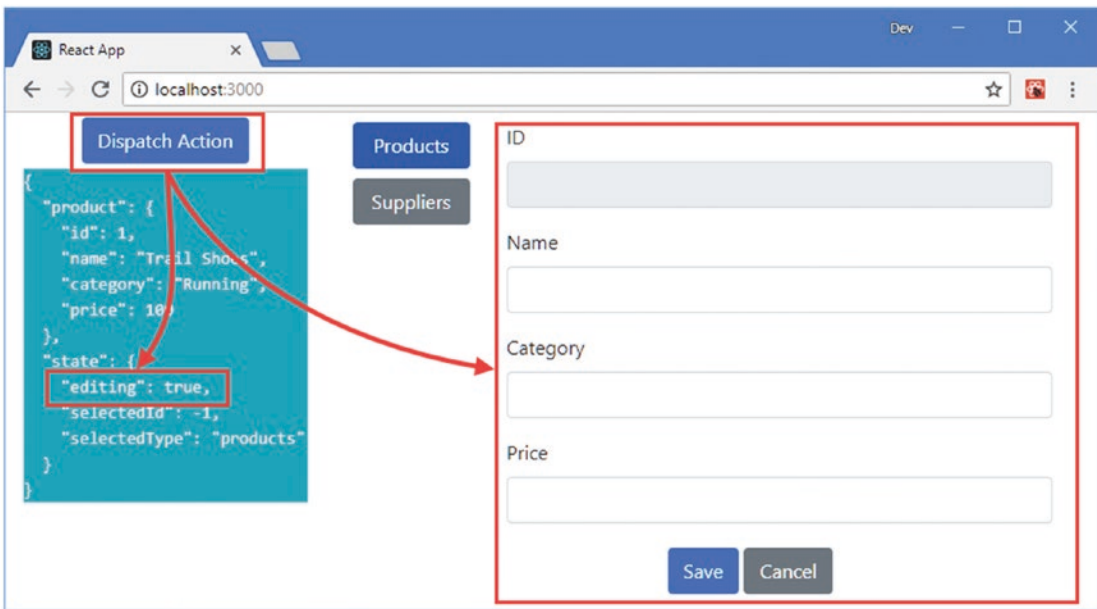 Dev
React App
localhost:3000
Dispatch Action
Products
Suppliers
{
"product": {
"id": 1,
"name": "Trail Shoes",
"category": "Running",
"price": 100
},
"state": {
"editing": true,
"selectedId": -1,
"selectedType": "products"
}
}
ID
Name
Category
Price
Save Cancel